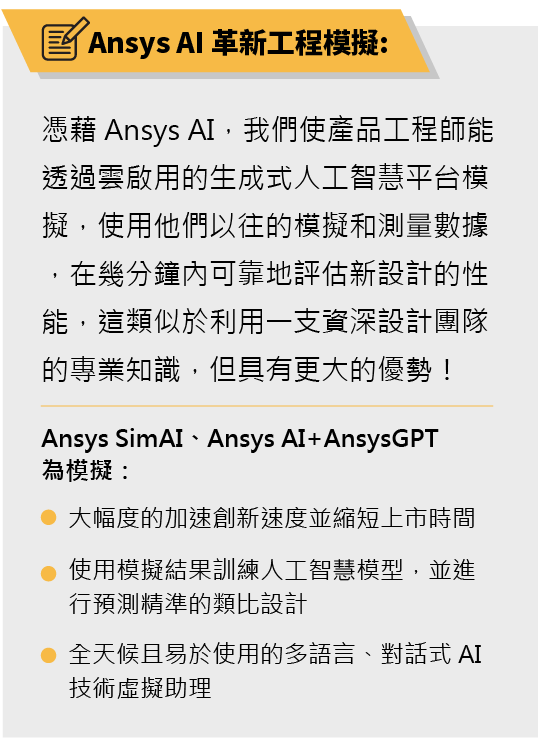 Ansys AI 革新工程模擬:
憑藉 Ansys AI，我們使產品工程師能
透過雲啟用的生成式人工智慧平台模
擬，使用他們以往的模擬和測量數據
，在幾分鐘內可靠地評估新設計的性
能，這類似於利用一支資深設計團隊
的專業知識，但具有更大的優勢！
Ansys SimAI、Ansys AI+AnsysGPT
為模擬：
大幅度的加速創新速度並縮短上市時間
使用模擬結果訓練人工智慧模型，並進
行預測精準的類比設計
全天候且易於使用的多語言、對話式 AI
技術虛擬助理